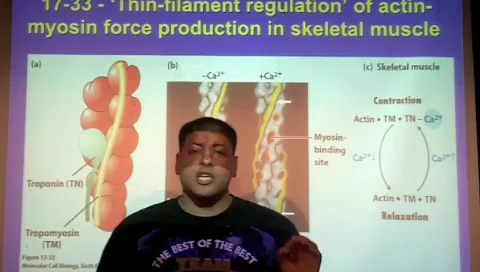 17-33 - 'Thin-filament regulation' of actin-
myosin force production in skeletal muscle
(a)
(b)
(c) Skeletal muscle
−Ca²⁺
+Ca²⁺
Contraction
Actin • TM • TN – Ca²⁺
Myosin-
binding
site
Ca²⁺↓
Ca²⁺↑
Troponin (TN)
Actin • TM • TN
Relaxation
Tropomyosin
(TM)
Figure 17-33
Molecular Cell Biology, Sixth
THE BEST OF THE BEST